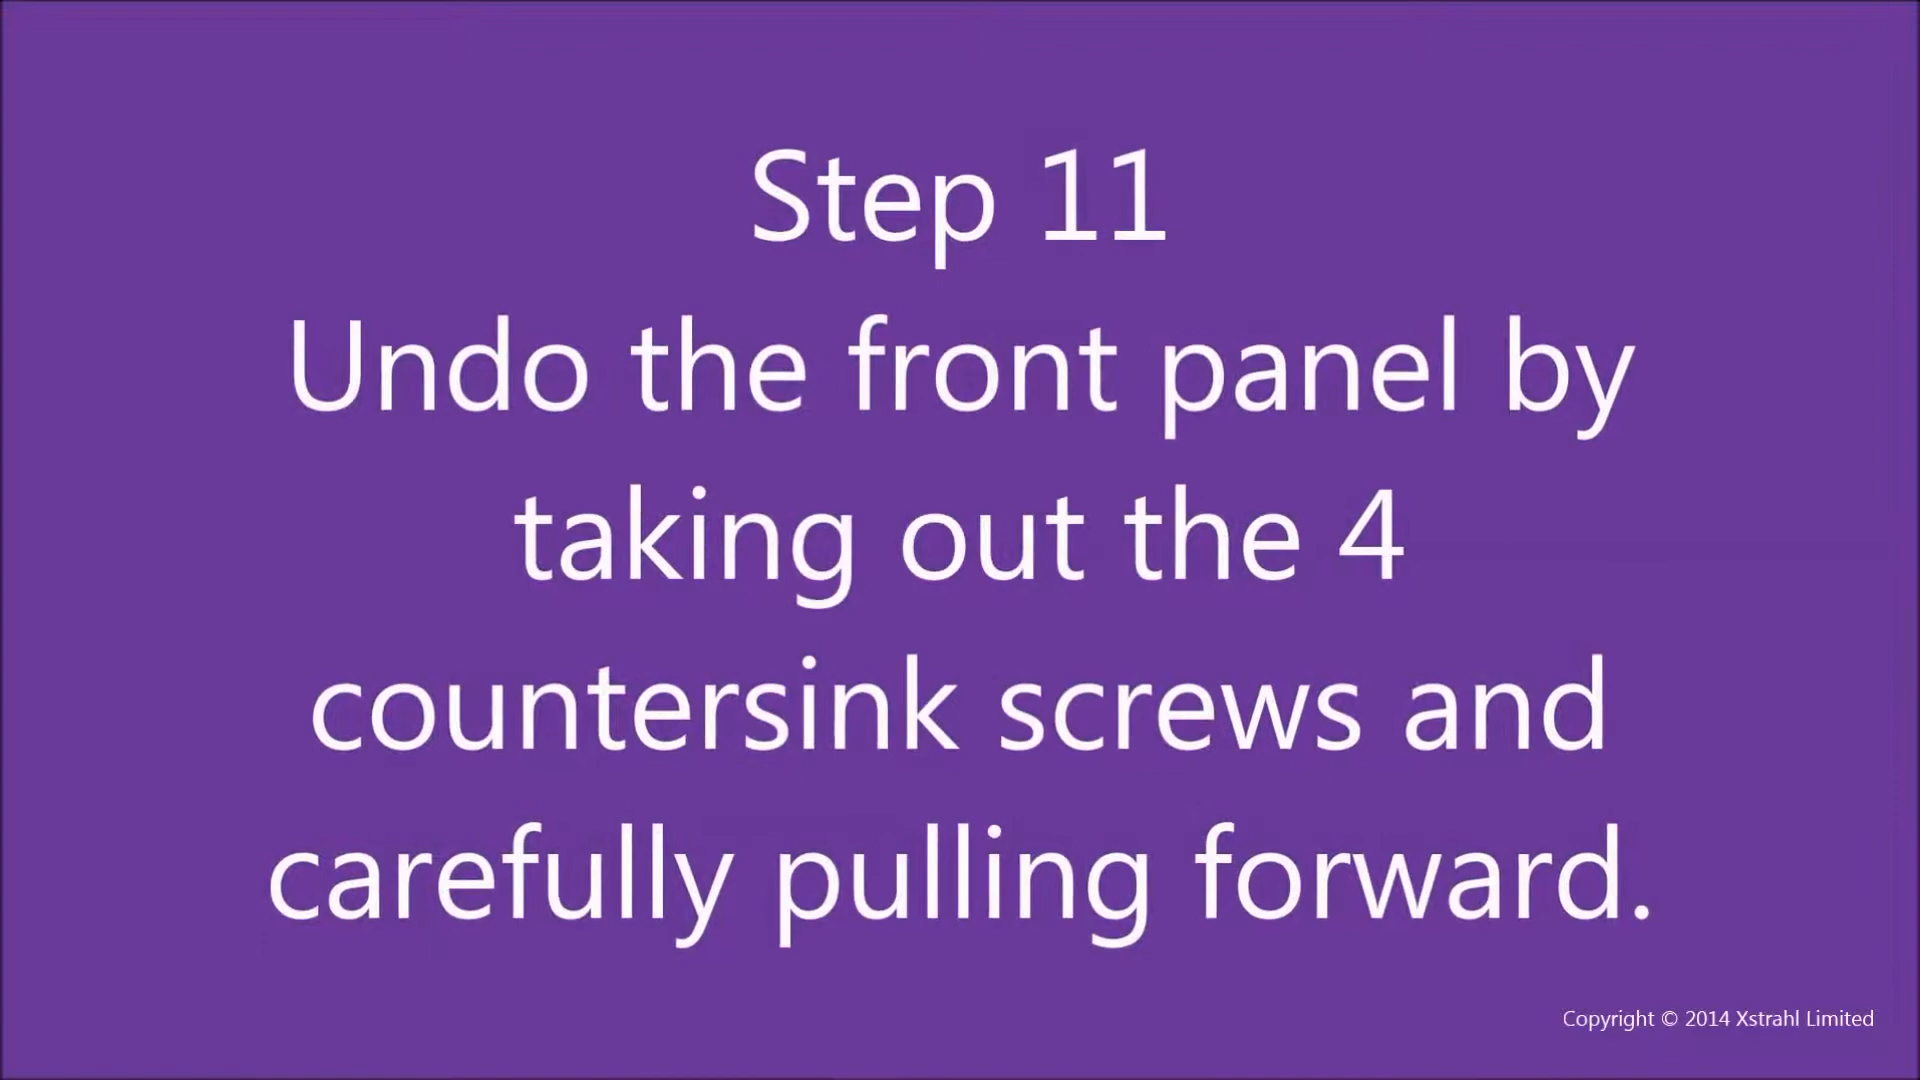 Step 11
Undo the front panel by
taking out the 4
countersink screws and
carefully pulling forward.
Copyright © 2014 Xstrahl Limited